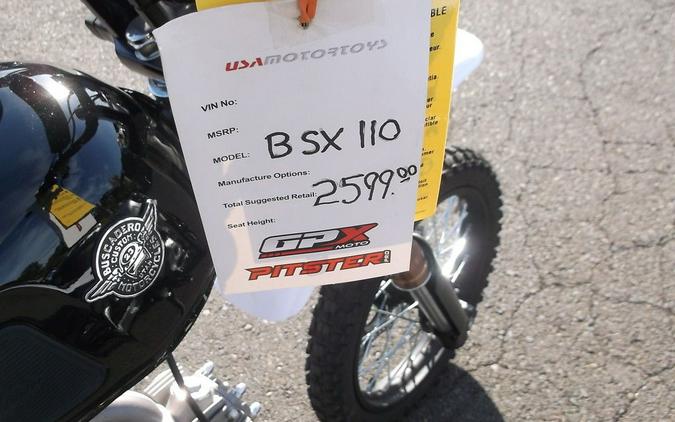 USAMOTORTOYS
VIN No:
MSRP:
MODEL: BSX 110
Manufacture Options:
Total Suggested Retail: 2599.00
Seat Height:
GPX
MOTO
PITSTER PRO
BUSCADERO
CUSTOM
MOTORCYCLES